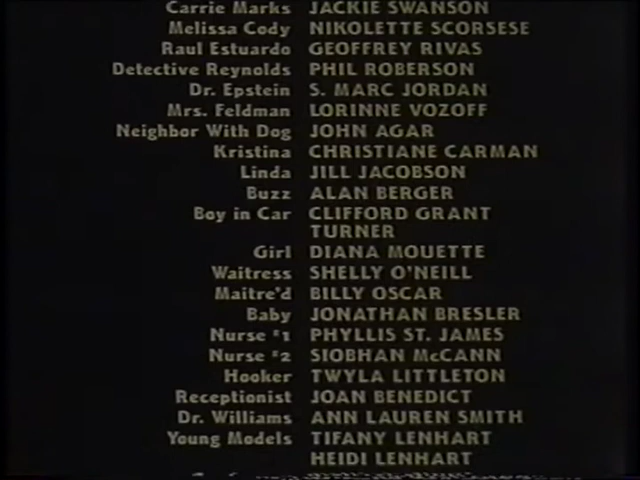 Carrie Marks JACKIE SWANSON
Melissa Cody NIKOLETTE SCORSESE
Raul Estuardo GEOFFREY RIVAS
Detective Reynolds PHIL ROBERSON
Dr. Epstein S. MARC JORDAN
Mrs. Feldman LORINNE VOZOFF
Neighbor With Dog JOHN AGAR
Kristina CHRISTIANE CARMAN
Linda JILL JACOBSON
Buzz ALAN BERGER
Boy in Car CLIFFORD GRANT
TURNER
Girl DIANA MOUETTE
Waitress SHELLY O'NEILL
Maitre'd BILLY OSCAR
Baby JONATHAN BRESLER
Nurse #1 PHYLLIS ST. JAMES
Nurse #2 SIOBHAN McCANN
Hooker TWYLA LITTLETON
Receptionist JOAN BENEDICT
Dr. Williams ANN LAUREN SMITH
Young Models TIFANY LENHART
HEIDI LENHART